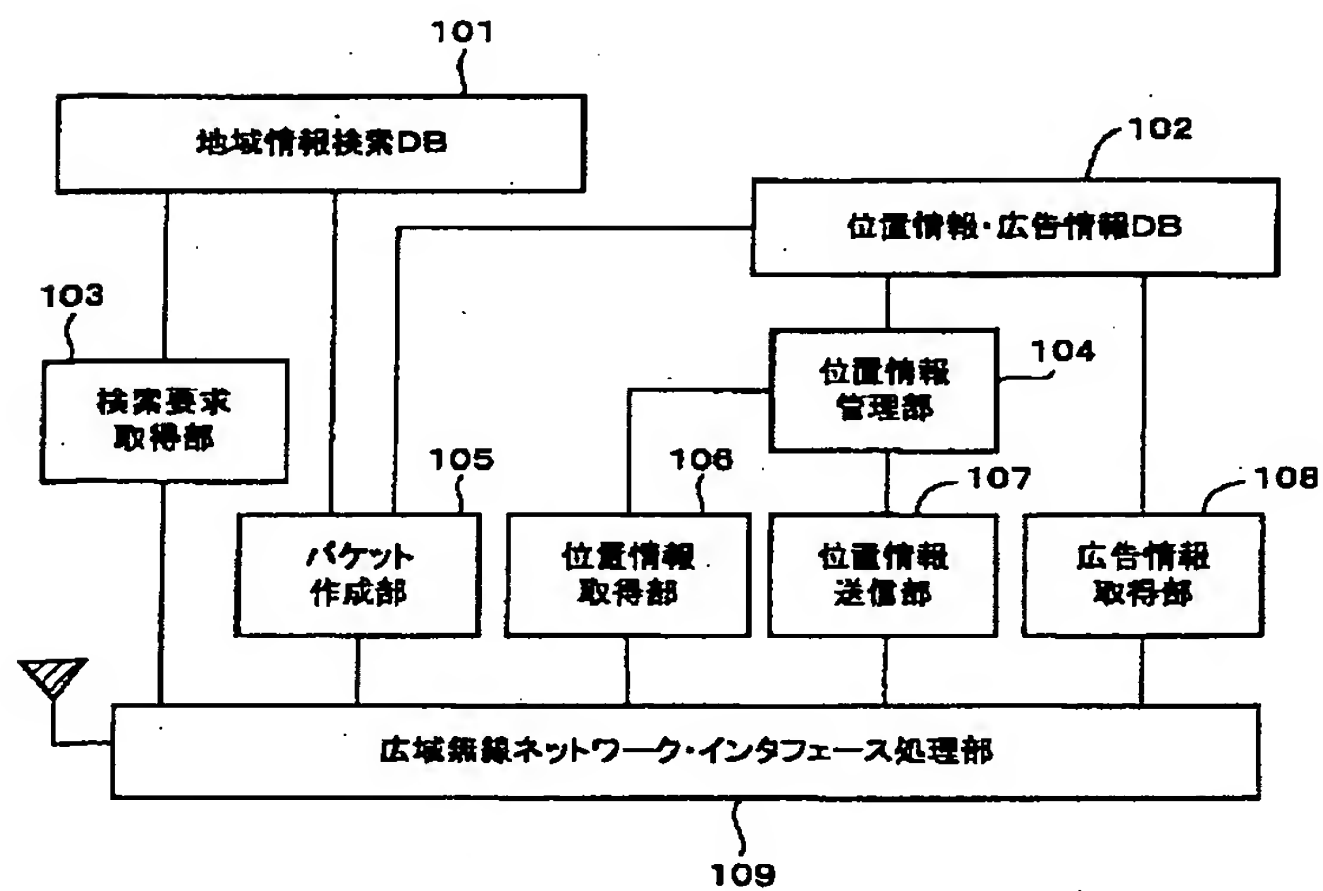 101
地域情報検索DB
102
位置情報・広告情報DB
103
検索要求
取得部
104
位置情報
管理部
105
パケット
作成部
106
位置情報
取得部
107
位置情報
送信部
108
広告情報
取得部
広域無線ネットワーク・インタフェース処理部
109